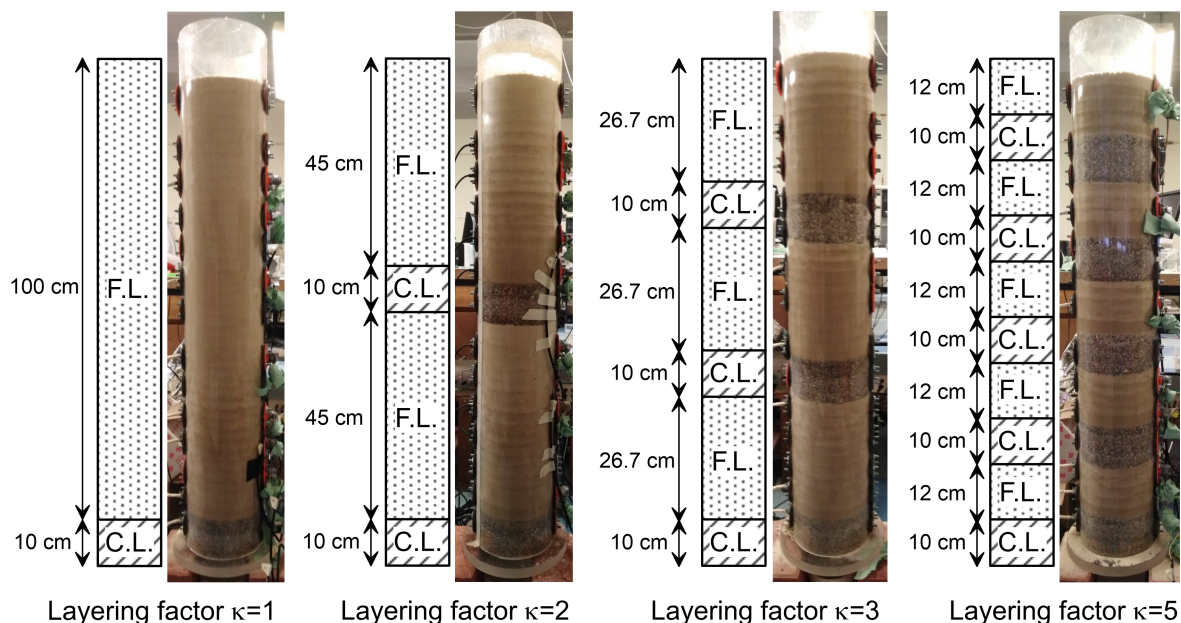 100 cm
F.L.
10 cm
C.L.
Layering factor κ=1
45 cm
F.L.
10 cm
C.L.
45 cm
F.L.
10 cm
C.L.
Layering factor κ=2
26.7 cm
F.L.
10 cm
C.L.
26.7 cm
F.L.
10 cm
C.L.
26.7 cm
F.L.
10 cm
C.L.
Layering factor κ=3
12 cm
F.L.
10 cm
C.L.
12 cm
F.L.
10 cm
C.L.
12 cm
F.L.
10 cm
C.L.
12 cm
F.L.
10 cm
C.L.
12 cm
F.L.
10 cm
C.L.
Layering factor κ=5